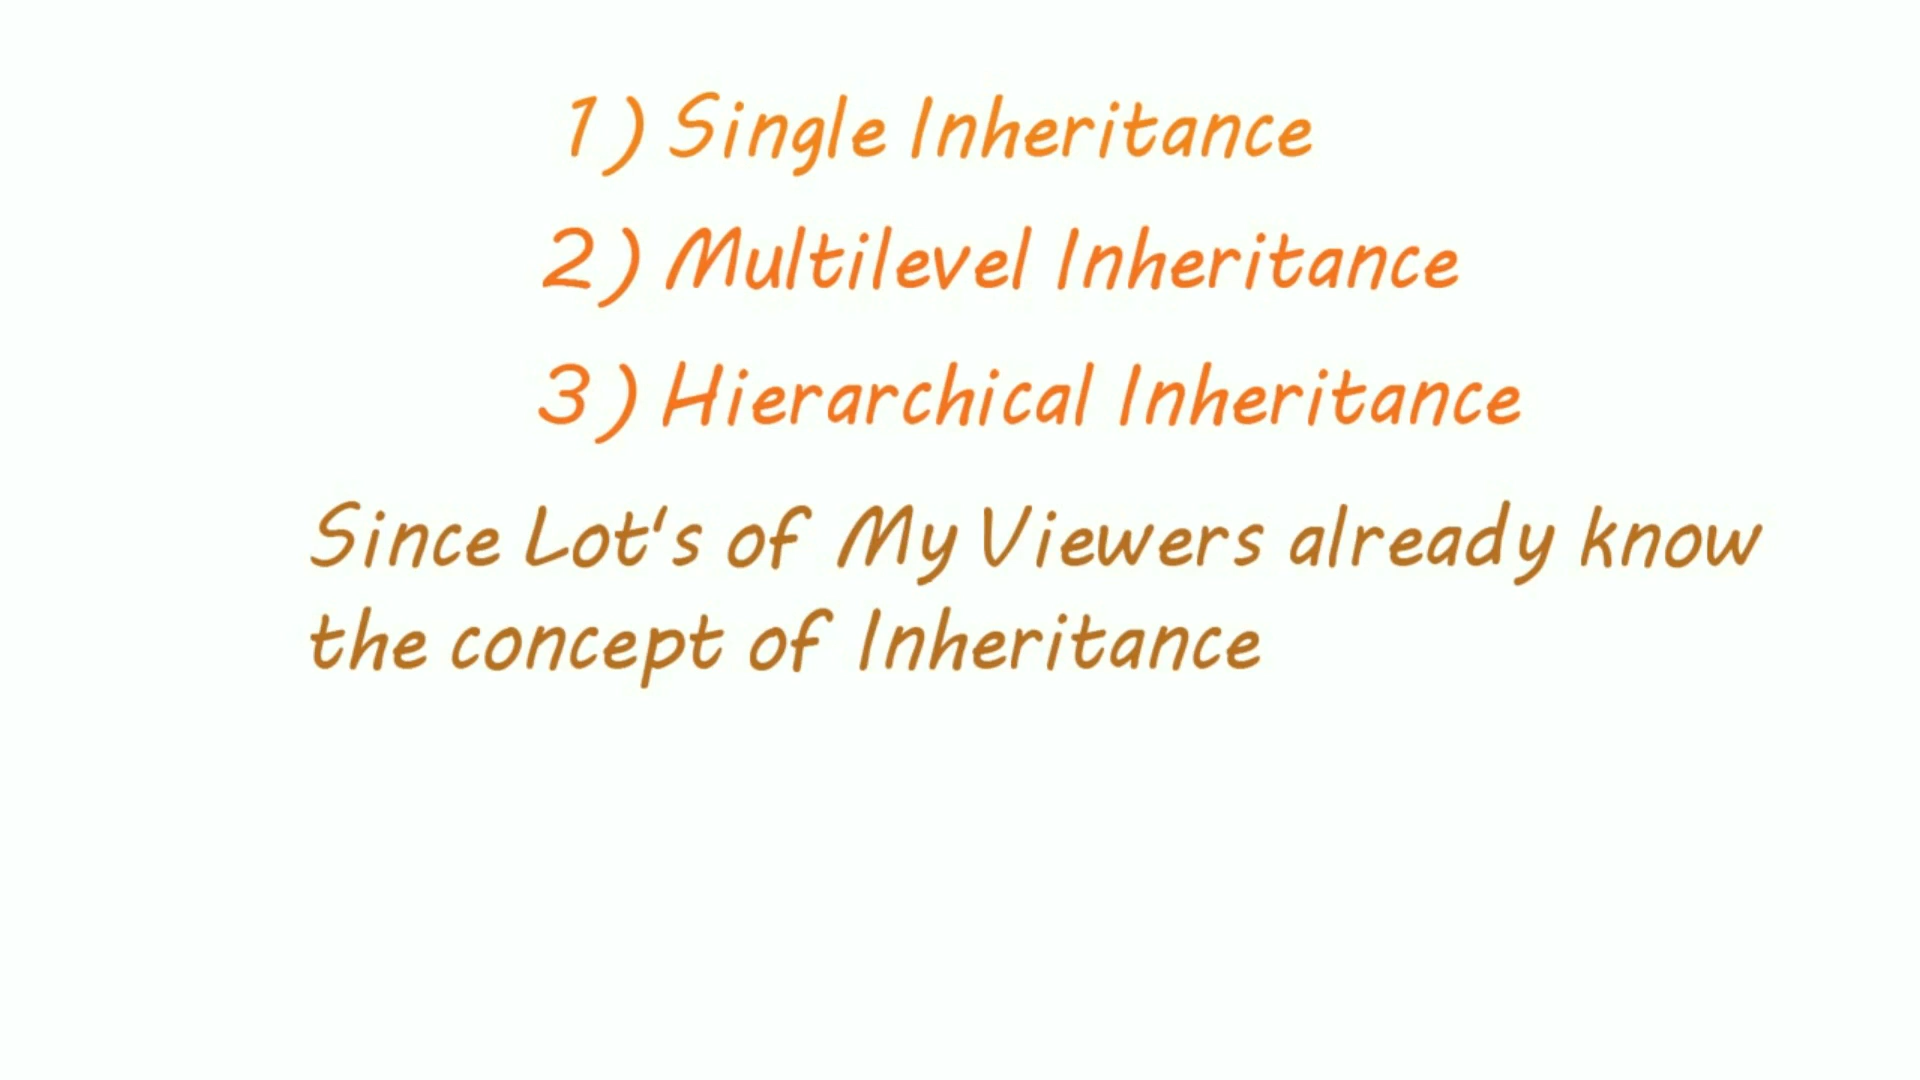 1) Single Inheritance
2) Multilevel Inheritance
3) Hierarchical Inheritance
Since Lot's of My Viewers already know
the concept of Inheritance